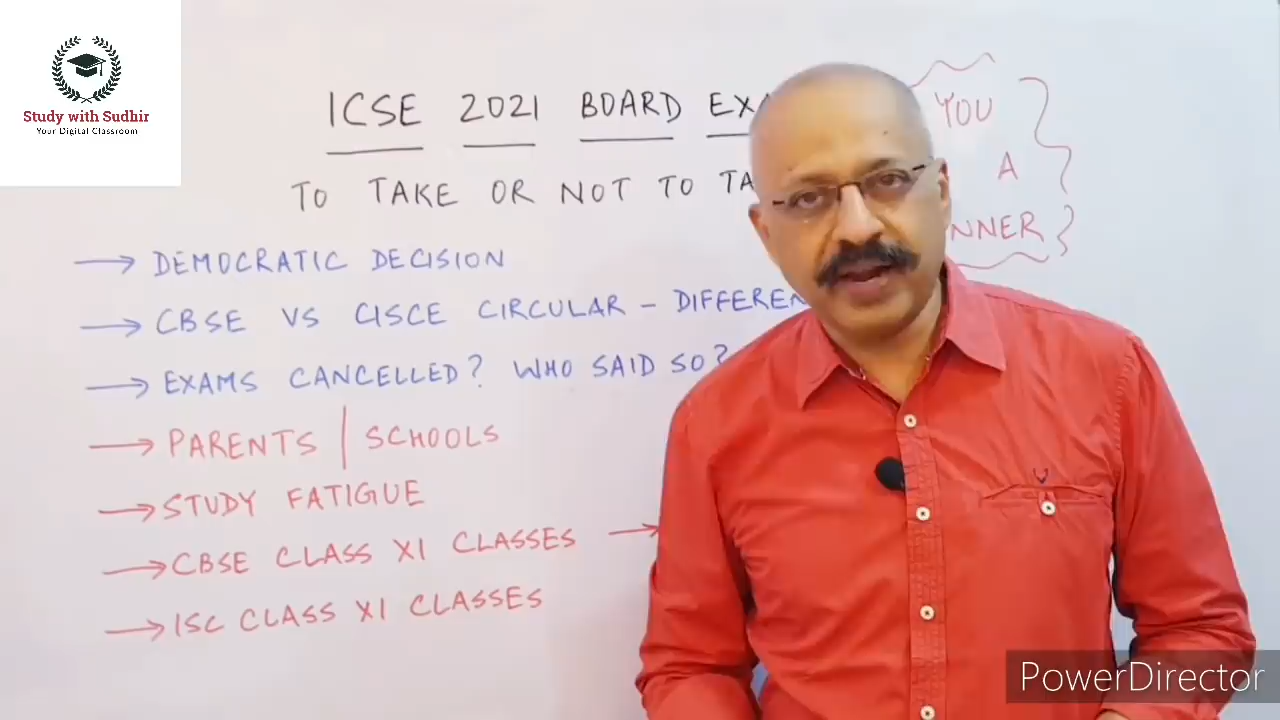 Study with Sudhir
Your Digital Classroom
ICSE 2021 BOARD
TO TAKE OR NOT TO
YOU
A
→ DEMOCRATIC DECISION
→ CBSE VS CISCE CIRCULAR -
→ EXAMS CANCELLED? WHO SAID SO?
→ PARENTS | SCHOOLS
→ STUDY FATIGUE
→ CBSE CLASS XI CLASSES →
→ ISC CLASS XI CLASSES
PowerDirector